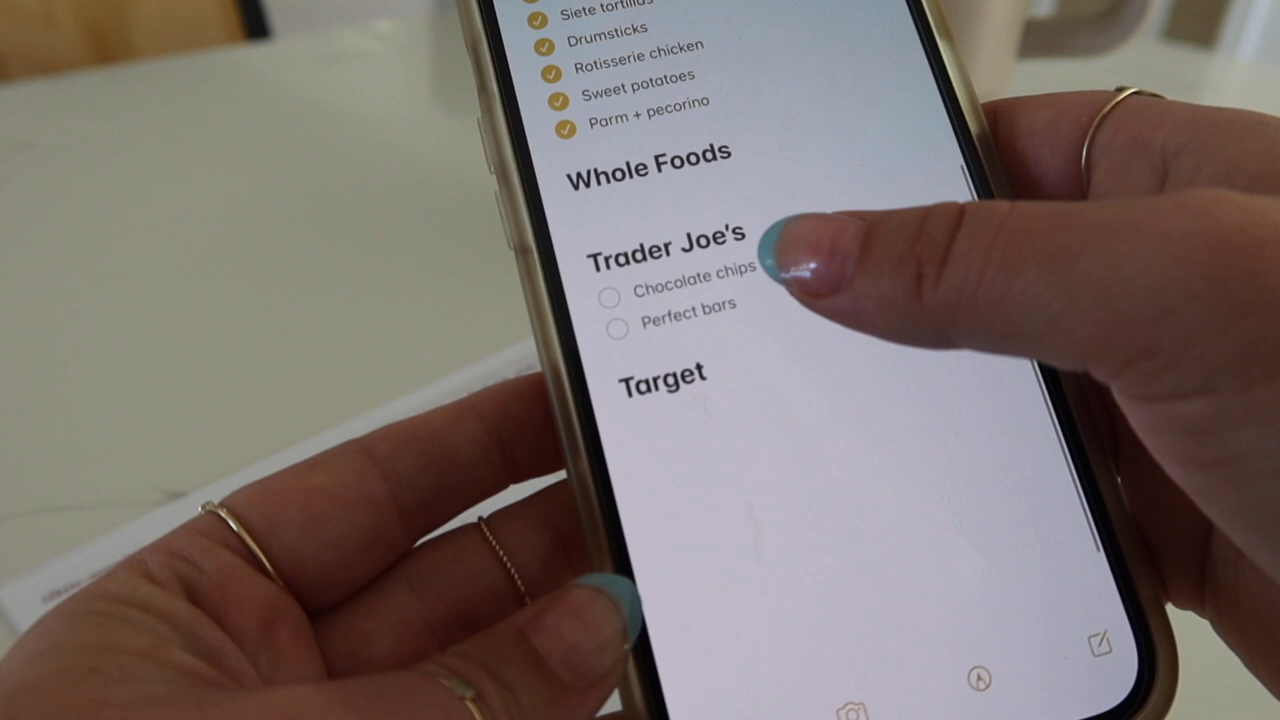 Siete tortillas
Drumsticks
Rotisserie chicken
Sweet potatoes
Parm + pecorino
Whole Foods
Trader Joe's
Chocolate chips
Perfect bars
Target